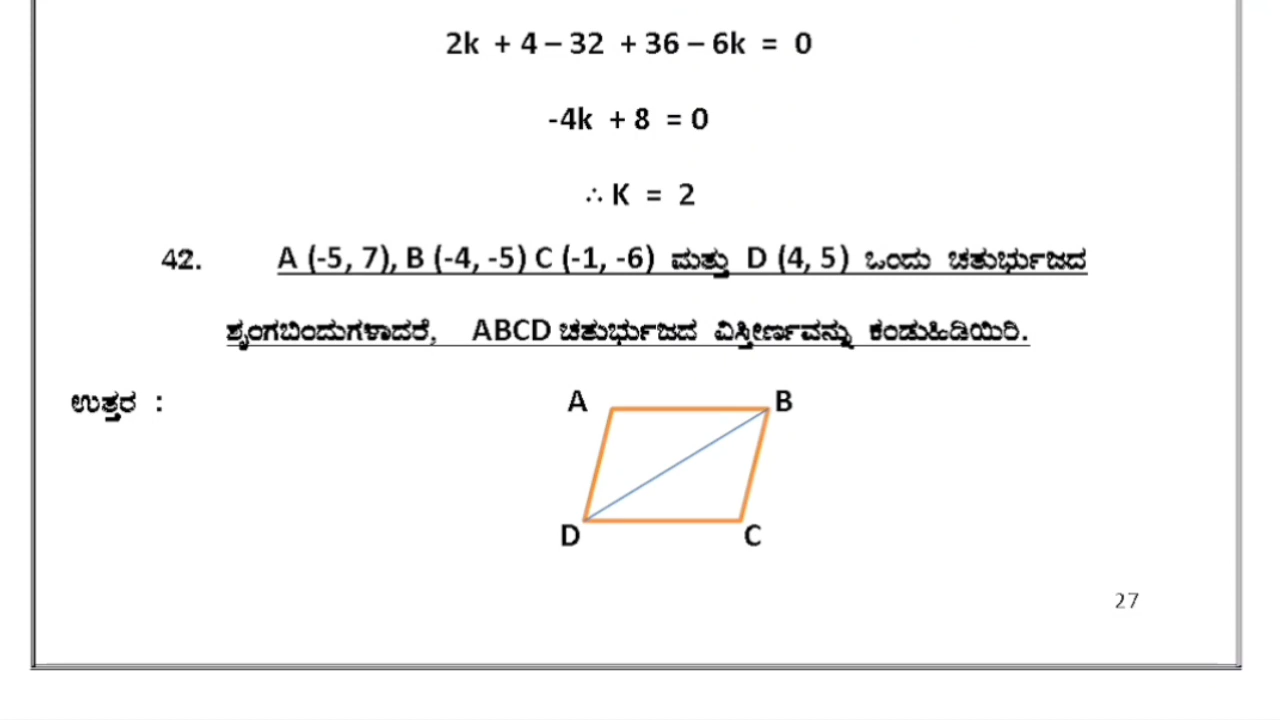 2k + 4 – 32 + 36 – 6k = 0
-4k + 8 = 0
∴ K = 2
42. A (-5, 7), B (-4, -5) C (-1, -6) ಮತ್ತು D (4, 5) ಒಂದು ಚತುರ್ಭುಜದ
ಶೃಂಗಬಿಂದುಗಳಾದರೆ, ABCD ಚತುರ್ಭುಜದ ವಿಸ್ತೀರ್ಣವನ್ನು ಕಂಡುಹಿಡಿಯಿರಿ.
ಉತ್ತರ :
A B
D C
27